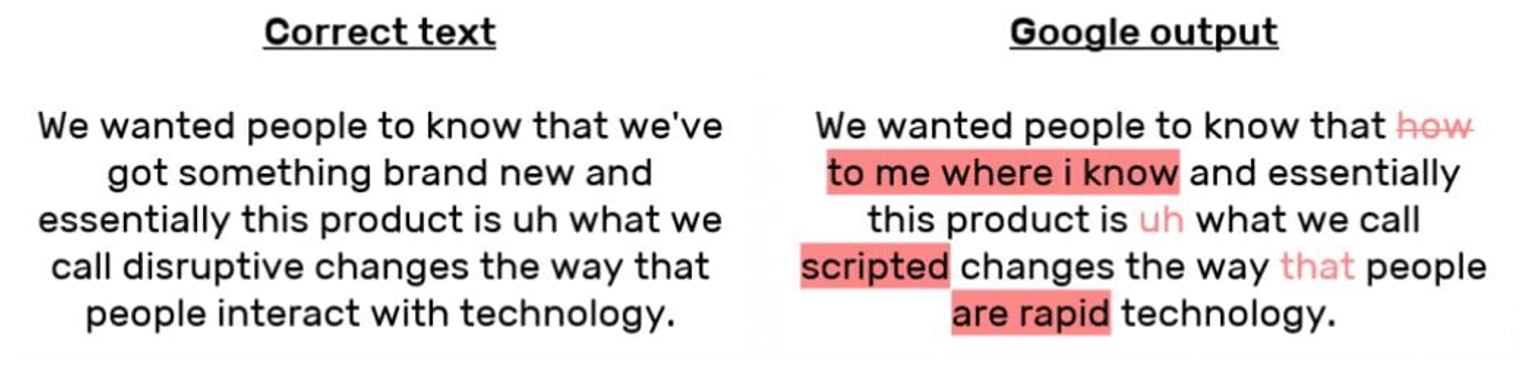 Correct text
We wanted people to know that we've
got something brand new and
essentially this product is uh what we
call disruptive changes the way that
people interact with technology.
Google output
We wanted people to know that how
to me where i know and essentially
this product is uh what we call
scripted changes the way that people
are rapid technology.